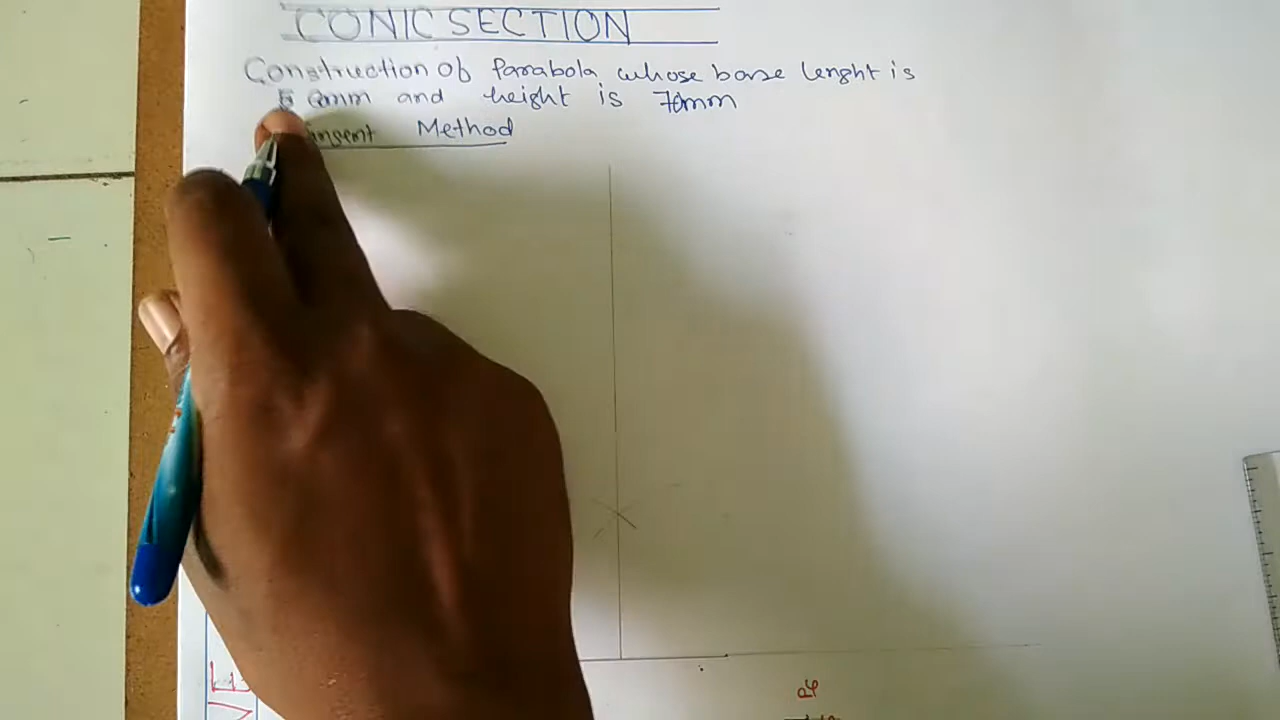 CONIC SECTION
Construction of Parabola whose base lenght is
mm and height is 70mm
Method